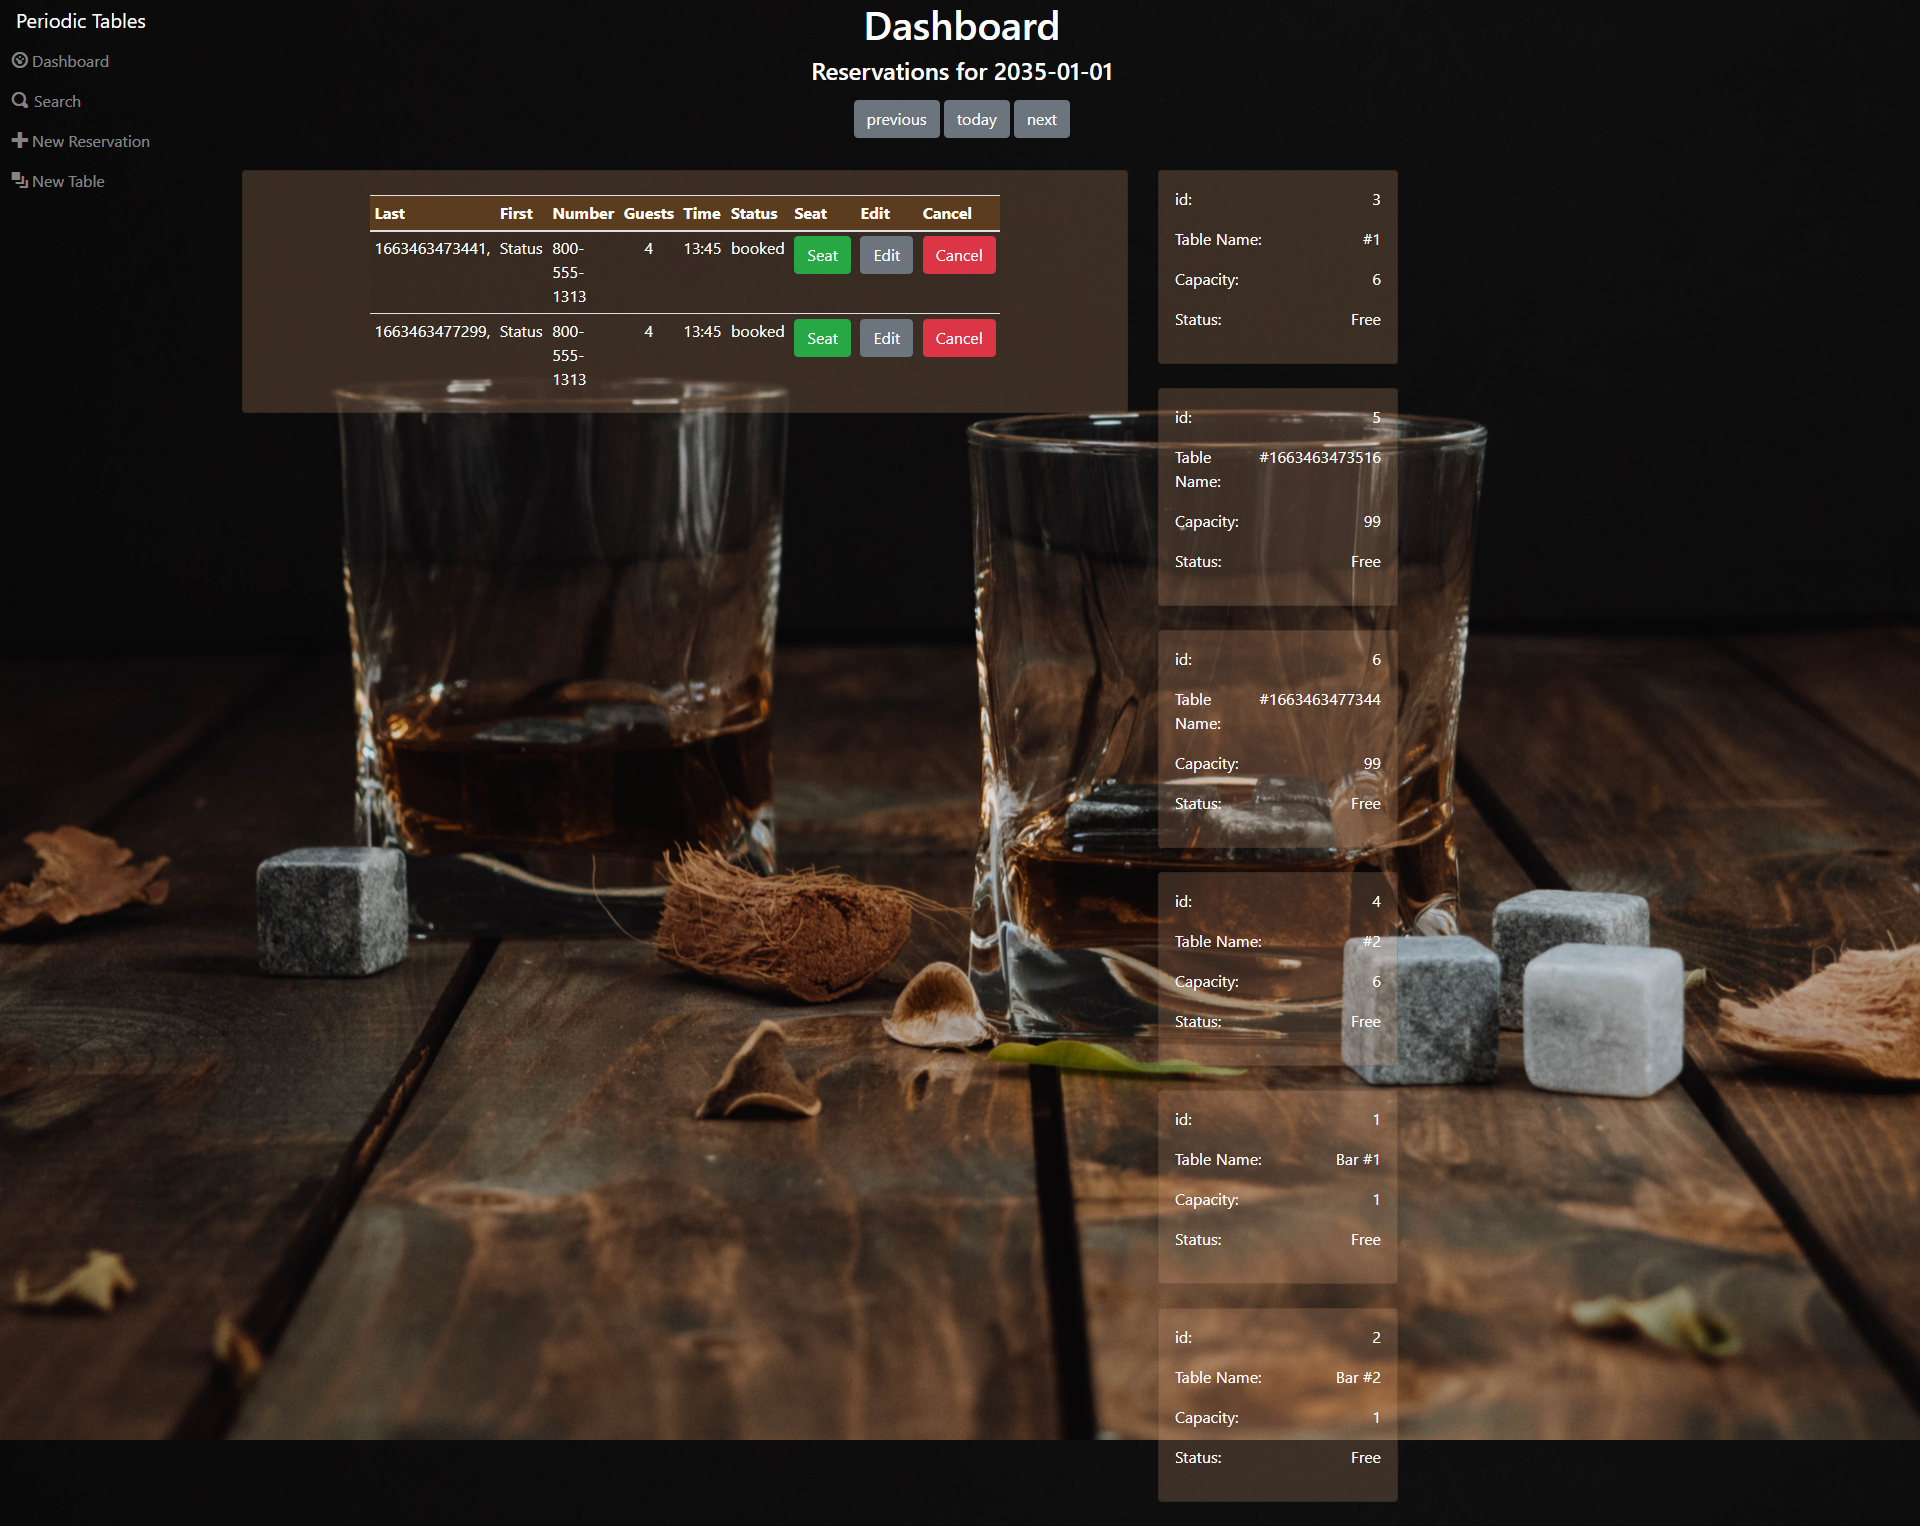 Periodic Tables
Dashboard
Search
New Reservation
New Table
Dashboard
Reservations for 2035-01-01
previous today next
Last First Number Guests Time Status Seat Edit Cancel
1663463473441, Status 800- 4 13:45 booked Seat Edit Cancel
555-
1313
1663463477299, Status 800- 4 13:45 booked Seat Edit Cancel
555-
1313
id: 3
Table Name: #1
Capacity: 6
Status: Free
id: 5
Table #1663463473516
Name:
Capacity: 99
Status: Free
id: 6
Table #1663463477344
Name:
Capacity: 99
Status: Free
id: 4
Table Name: #2
Capacity: 6
Status: Free
id: 1
Table Name: Bar #1
Capacity: 1
Status: Free
id: 2
Table Name: Bar #2
Capacity: 1
Status: Free